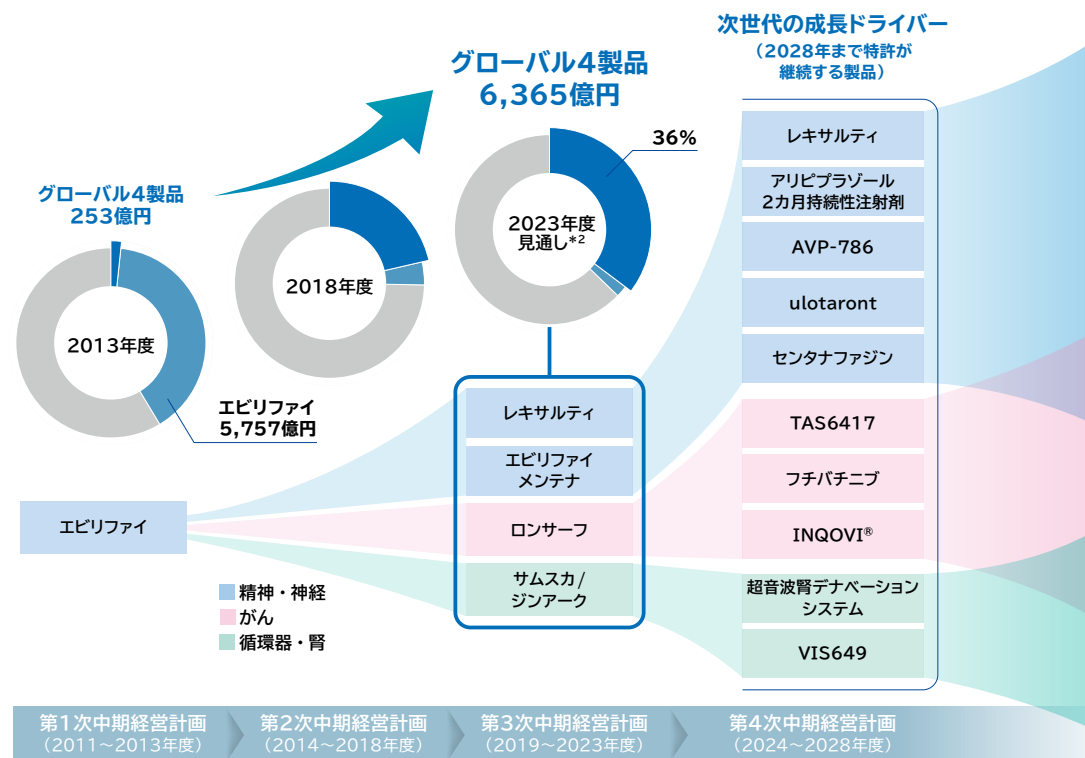 グローバル4製品
253億円
2013年度
エビリファイ
5,757億円
2018年度
グローバル4製品
6,365億円
36%
2023年度
見通し*2
次世代の成長ドライバー
（2028年まで特許が
継続する製品）
エビリファイ
精神・神経
がん
循環器・腎
レキサルティ
エビリファイ
メンテナ
ロンサーフ
サムスカ/
ジンアーク
レキサルティ
アリピプラゾール
2カ月持続性注射剤
AVP-786
ulotaront
センタナファジン
TAS6417
フチバチニブ
INQOVI®
超音波腎デナベーション
システム
VIS649
第1次中期経営計画
（2011～2013年度）
第2次中期経営計画
（2014～2018年度）
第3次中期経営計画
（2019～2023年度）
第4次中期経営計画
（2024～2028年度）